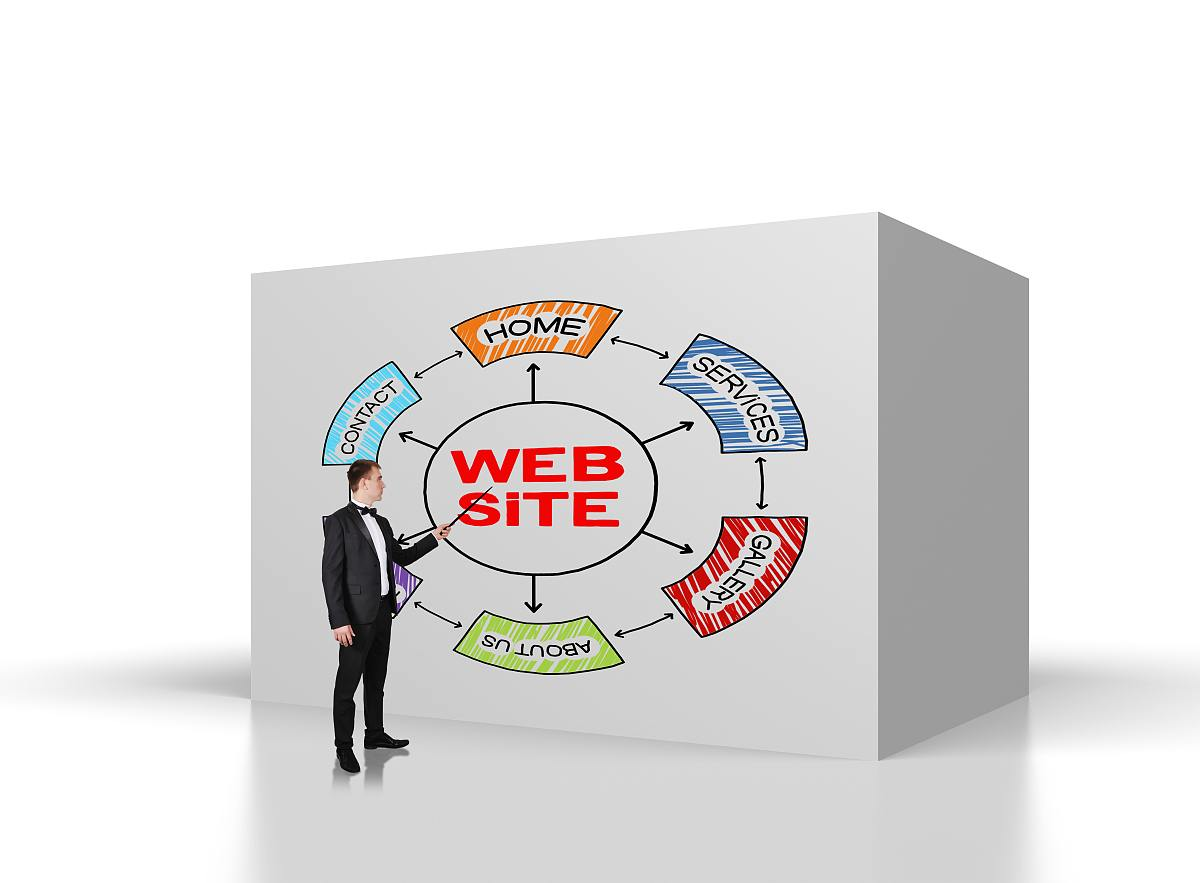 HOME
SERVICES
GALLERY
ABOUT US
CONTACT
WEB
SiTE